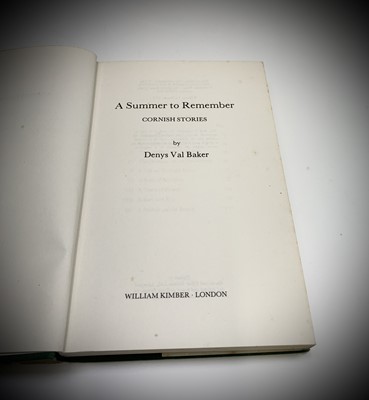 A Summer to Remember
CORNISH STORIES
by
Denys Val Baker
WILLIAM KIMBER · LONDON